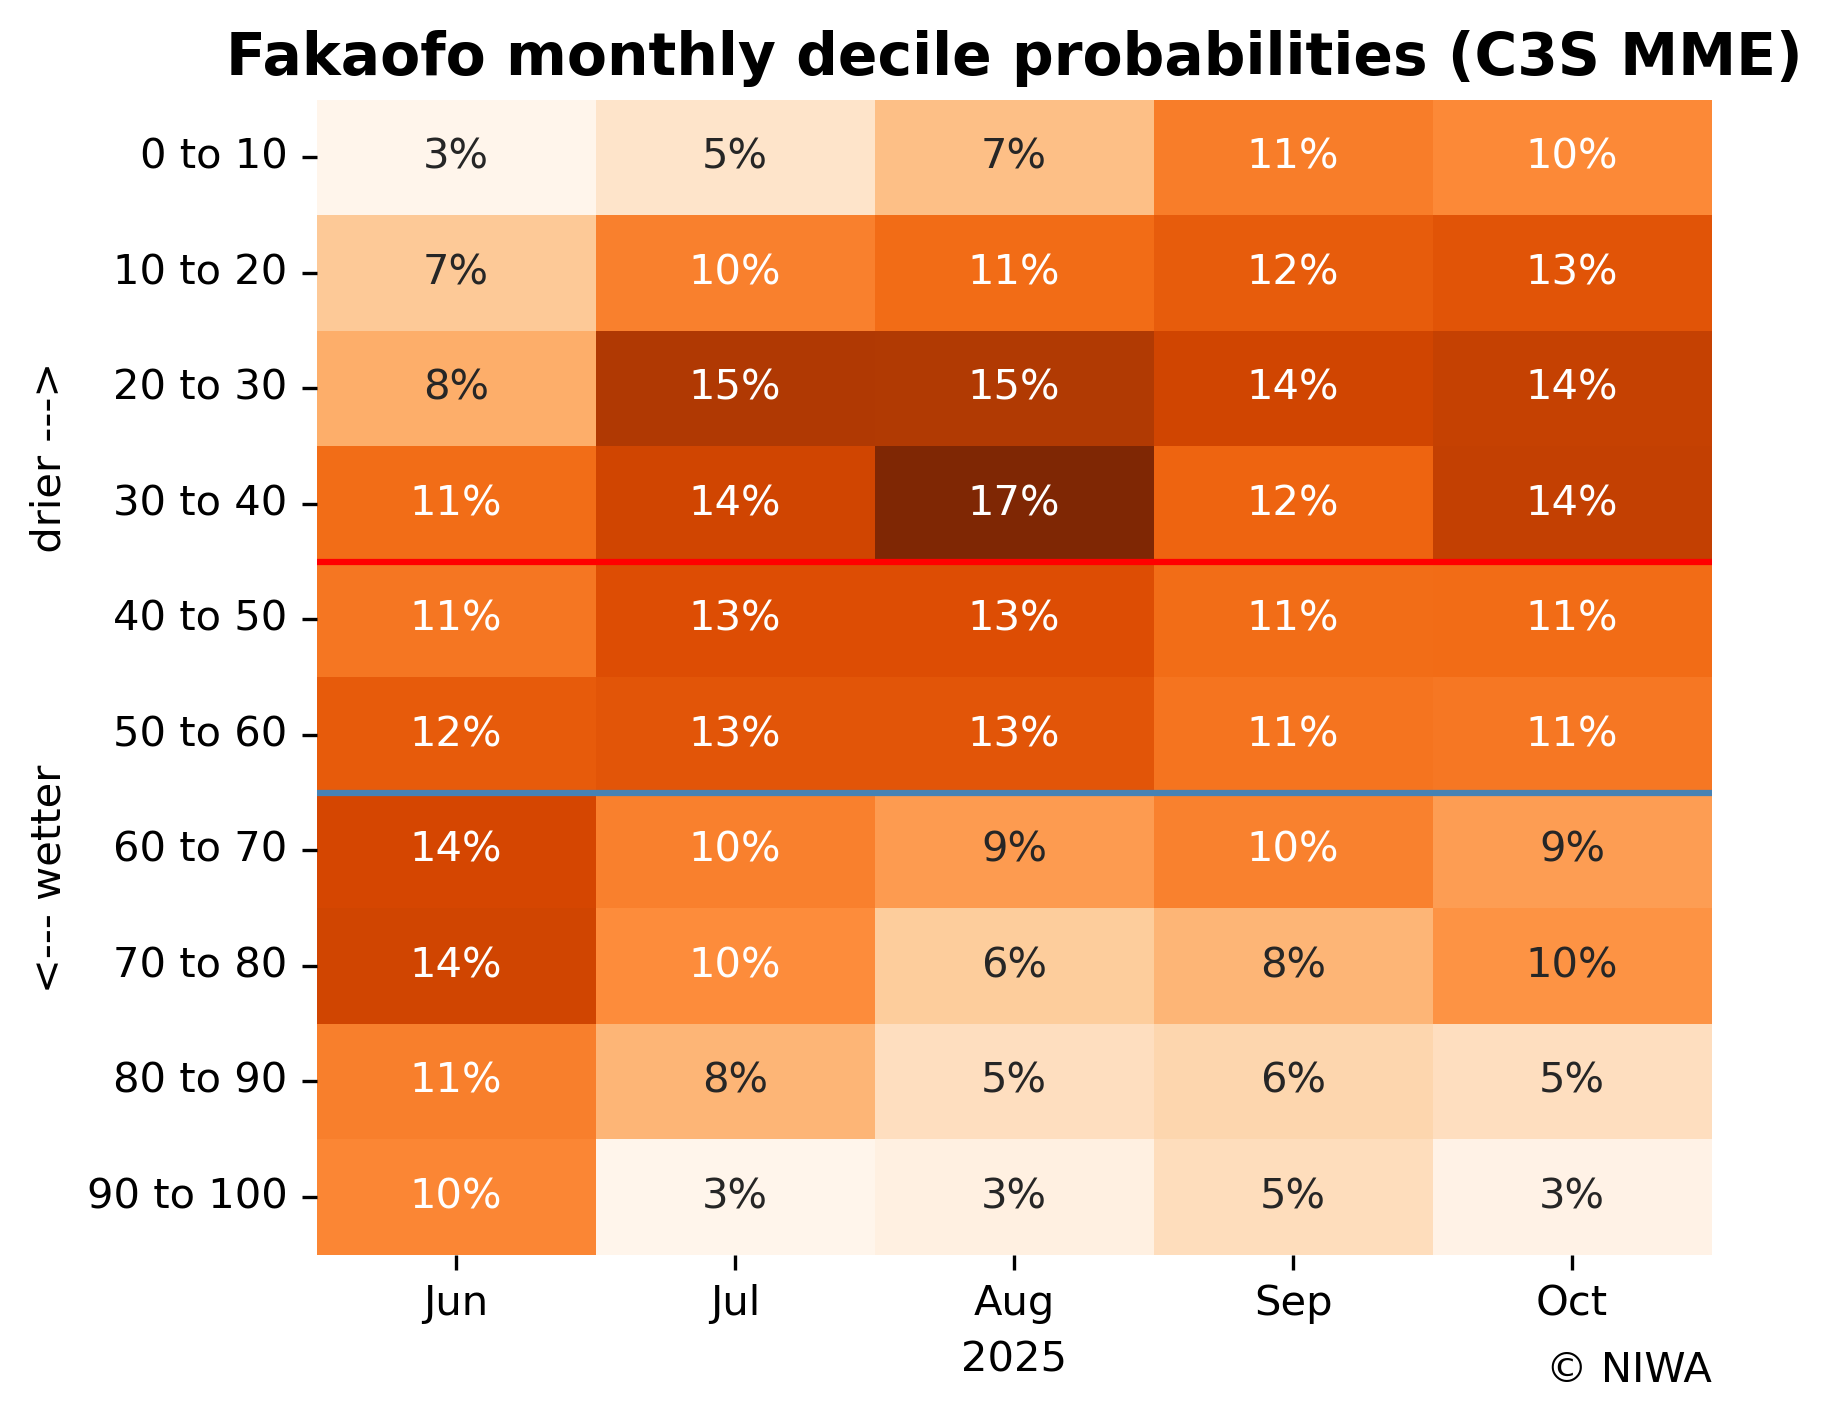 Fakaofo monthly decile probabilities (C3S MME)
0 to 10 3% 5% 7% 11% 10%
10 to 20 7% 10% 11% 12% 13%
20 to 30 8% 15% 15% 14% 14%
30 to 40 11% 14% 17% 12% 14%
40 to 50 11% 13% 13% 11% 11%
50 to 60 12% 13% 13% 11% 11%
60 to 70 14% 10% 9% 10% 9%
70 to 80 14% 10% 6% 8% 10%
80 to 90 11% 8% 5% 6% 5%
90 to 100 10% 3% 3% 5% 3%
<--- wetter drier --->
Jun Jul Aug Sep Oct
2025
© NIWA